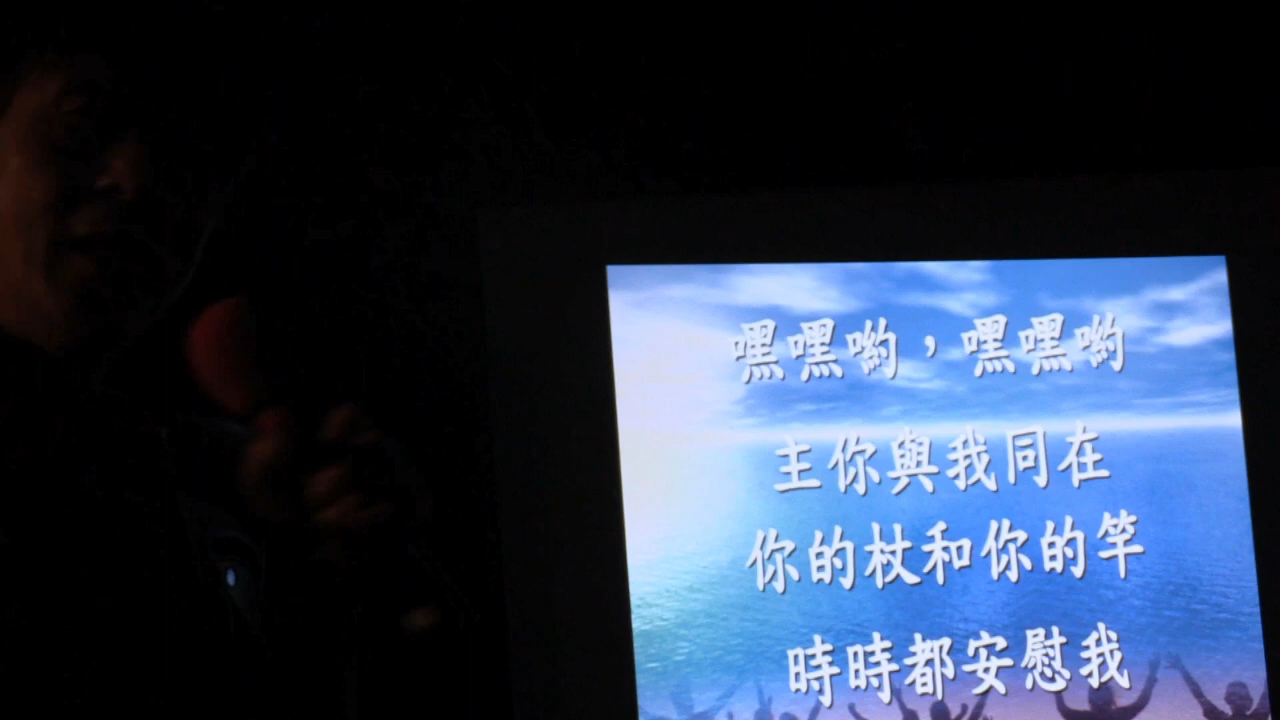 嘿嘿喲，嘿嘿喲
主你與我同在
你的杖和你的竿
時時都安慰我